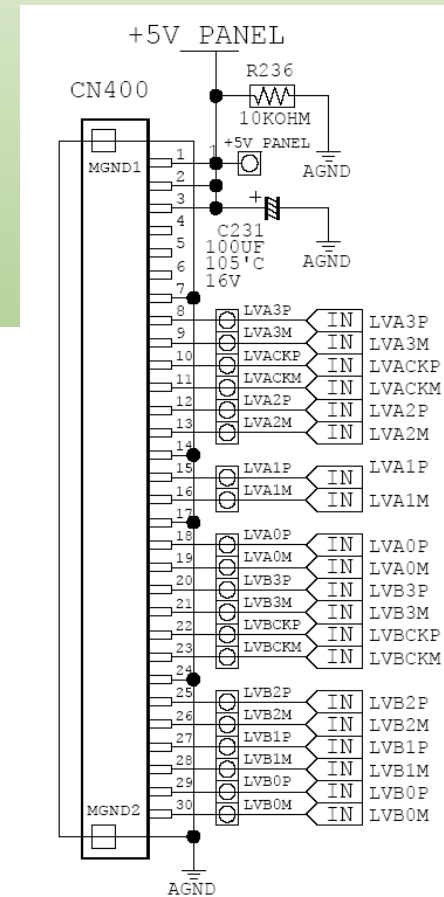 +5V PANEL
CN400
R236
10KOHM
AGND
MGND1
1
1
+5V PANEL
2
3
+
C231
100UF
105'C
16V
AGND
4
5
6
7
8 LVA3P IN LVA3P
9 LVA3M IN LVA3M
10 LVACKP IN LVACKP
11 LVACKM IN LVACKM
12 LVA2P IN LVA2P
13 LVA2M IN LVA2M
14
15 LVA1P IN LVA1P
16 LVA1M IN LVA1M
17
18 LVA0P IN LVA0P
19 LVA0M IN LVA0M
20 LVB3P IN LVB3P
21 LVB3M IN LVB3M
22 LVBCKP IN LVBCKP
23 LVBCKM IN LVBCKM
24
25 LVB2P IN LVB2P
26 LVB2M IN LVB2M
27 LVB1P IN LVB1P
28 LVB1M IN LVB1M
29 LVB0P IN LVB0P
30 LVB0M IN LVB0M
MGND2
AGND